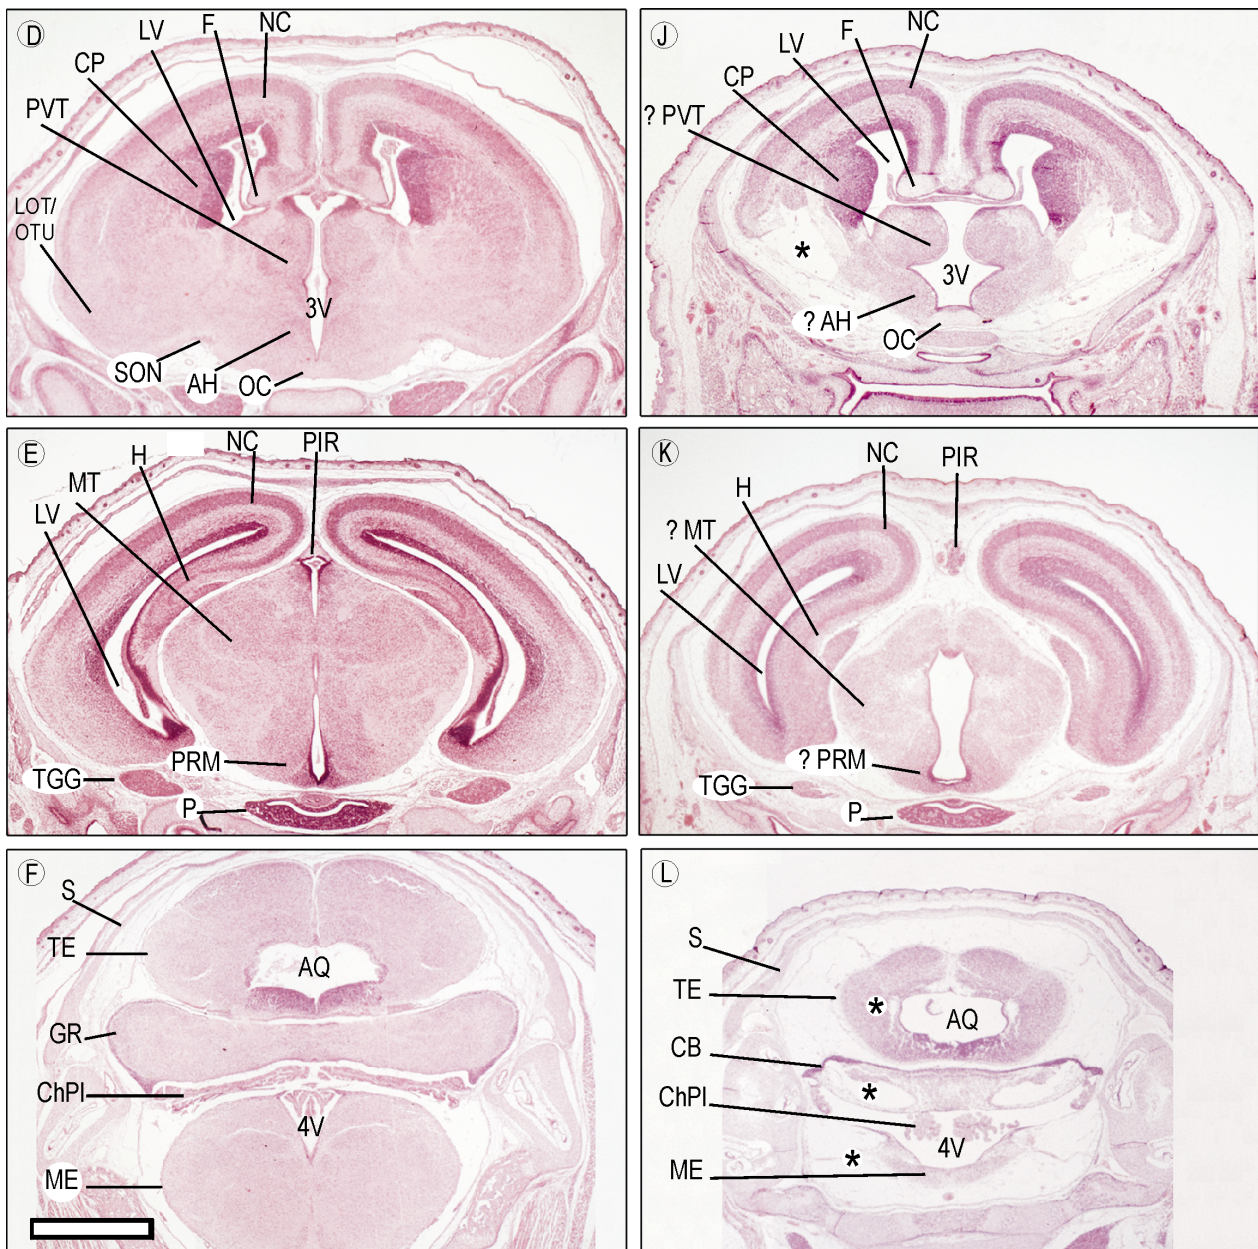 D
LV
F
NC
CP
PVT
LOT/
OTU
3V
SON
AH
OC
J
LV
F
NC
CP
? PVT
*
3V
? AH
OC
E
H
NC
PIR
MT
LV
PRM
TGG
P
K
NC
PIR
H
? MT
LV
? PRM
TGG
P
F
S
TE
AQ
GR
ChPl
4V
ME
L
S
TE
*
AQ
CB
*
ChPl
4V
*
ME